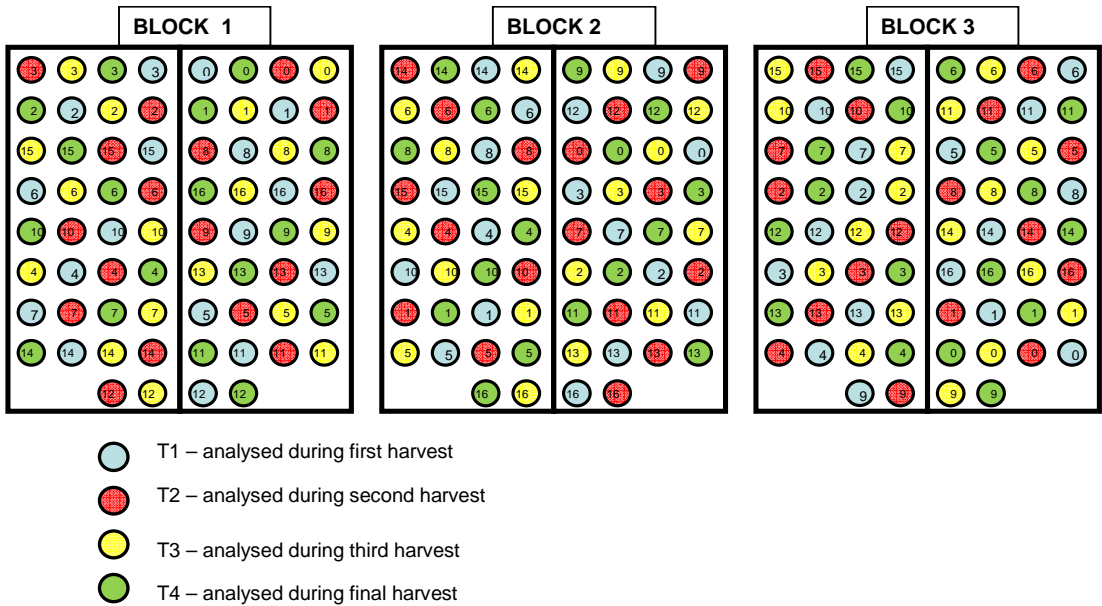 BLOCK 1 BLOCK 2 BLOCK 3
3 3 3 3 0 0 0 0 14 14 14 14 9 9 9 9 15 15 15 15 6 6 6 6
2 2 2 2 1 1 1 1 6 6 6 6 12 12 12 12 10 10 10 10 11 11 11 11
15 15 15 15 8 8 8 8 8 8 8 8 0 0 0 0 7 7 7 7 5 5 5 5
6 6 6 6 16 16 16 16 15 15 15 15 3 3 3 3 2 2 2 2 8 8 8 8
10 10 10 10 9 9 9 9 4 4 4 4 7 7 7 7 12 12 12 12 14 14 14 14
4 4 4 4 13 13 13 13 10 10 10 10 2 2 2 2 3 3 3 3 16 16 16 16
7 7 7 7 5 5 5 5 1 1 1 1 11 11 11 11 13 13 13 13 1 1 1 1
14 14 14 14 11 11 11 11 5 5 5 5 13 13 13 13 4 4 4 4 0 0 0 0
12 12 12 12 16 16 16 16 9 9 9 9
T1 – analysed during first harvest
T2 – analysed during second harvest
T3 – analysed during third harvest
T4 – analysed during final harvest